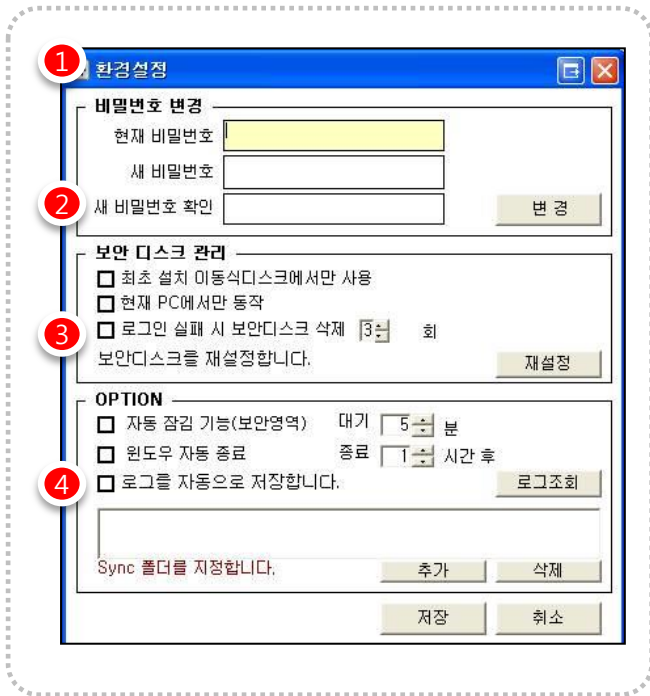 1 환경설정
비밀번호 변경
현재 비밀번호
새 비밀번호
2 새 비밀번호 확인 변 경
보안 디스크 관리
최초 설치 이동식디스크에서만 사용
현재 PC에서만 동작
3 로그인 실패 시 보안디스크 삭제 3 회
보안디스크를 재설정합니다. 재설정
OPTION
자동 잠김 기능(보안영역) 대기 5 분
윈도우 자동 종료 종료 1 시간 후
4 로그를 자동으로 저장합니다. 로그조회
Sync 폴더를 지정합니다. 추가 삭제
저장 취소